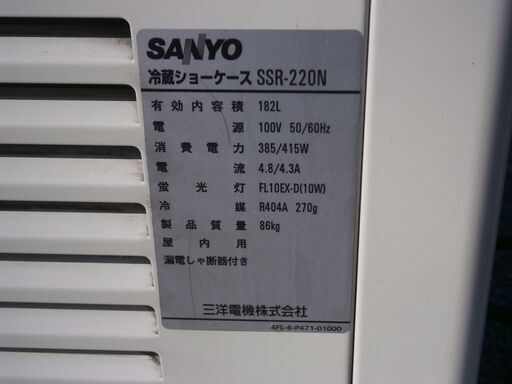 SANYO
冷蔵ショーケース SSR-220N
有効内容積 182L
電源 100V 50/60Hz
消費電力 385/415W
電流 4.8/4.3A
蛍光灯 FL10EX-D(10W)
冷媒 R404A 270g
製品質量 86kg
屋内用
漏電しゃ断器付き
三洋電機株式会社
4FL-6-P471-01000